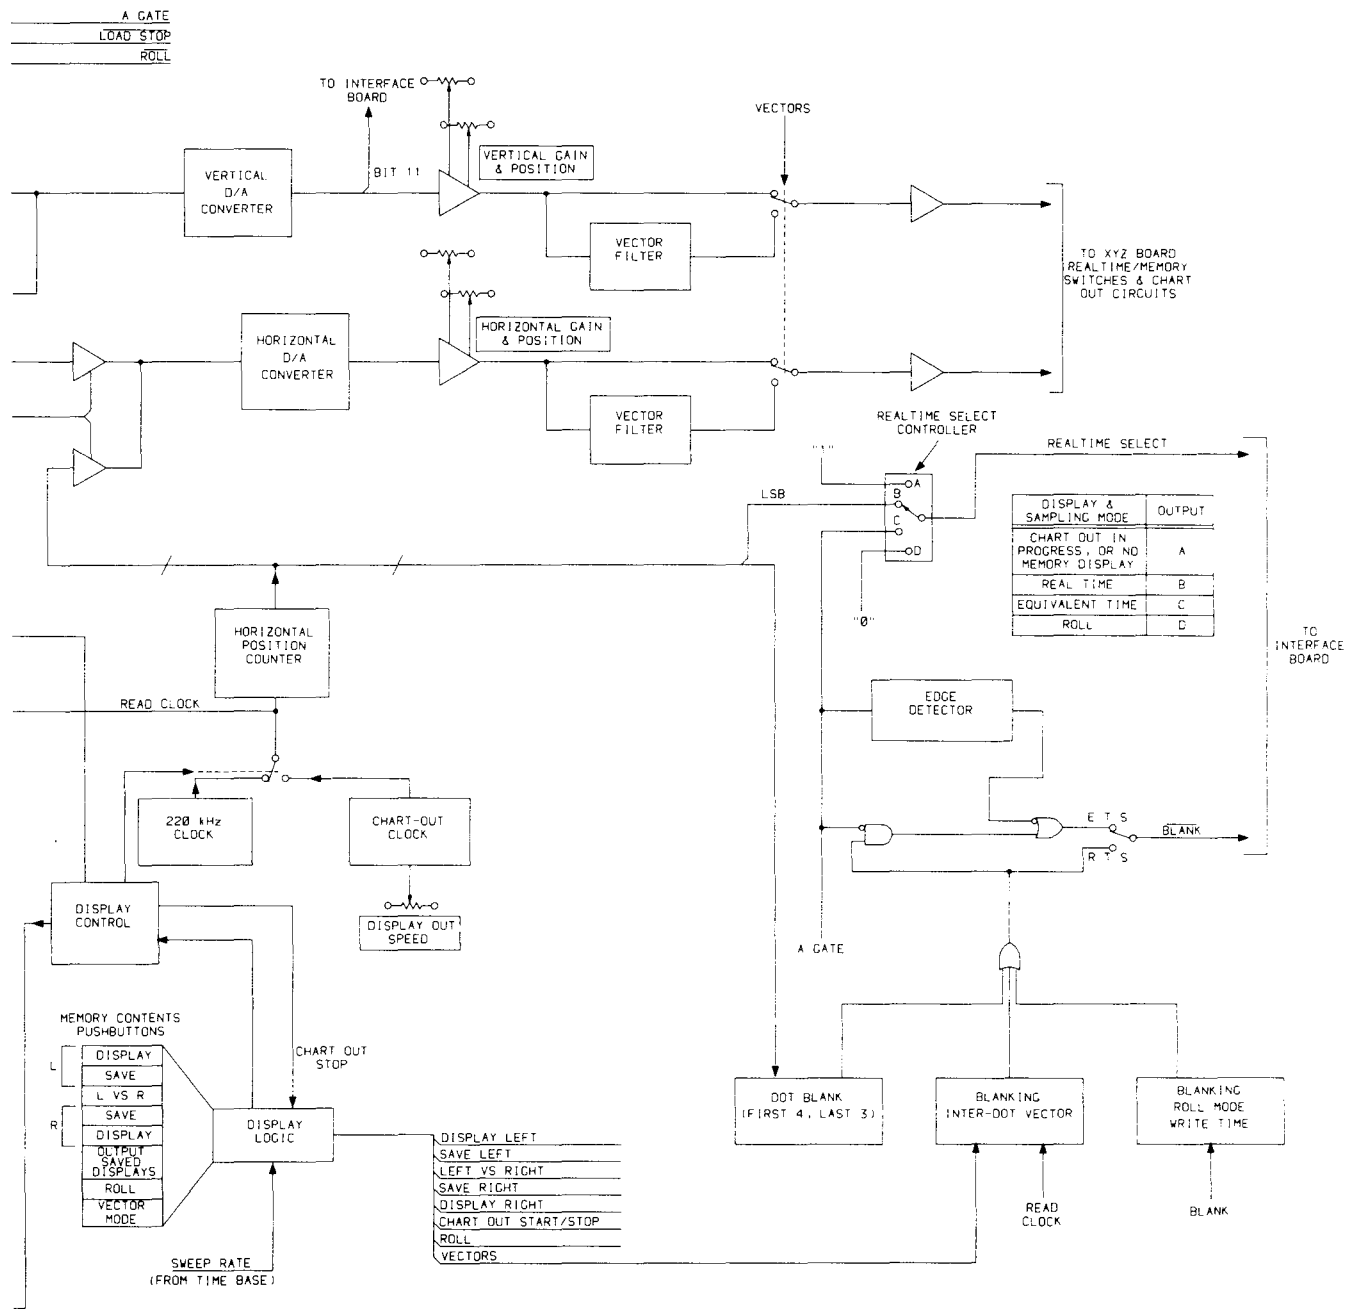 A GATE
LOAD STOP
ROLL
TO INTERFACE
BOARD
VECTORS
VERTICAL
D/A
CONVERTER
BIT 11
VERTICAL GAIN
& POSITION
VECTOR
FILTER
TO XYZ BOARD
REALTIME/MEMORY
SWITCHES & CHART
OUT CIRCUITS
HORIZONTAL
D/A
CONVERTER
HORIZONTAL GAIN
& POSITION
VECTOR
FILTER
REALTIME SELECT
CONTROLLER
REALTIME SELECT
"1"
A
B
C
D
LSB
"0"
DISPLAY &
SAMPLING MODE
OUTPUT
CHART OUT IN
PROGRESS, OR NO
MEMORY DISPLAY
A
REAL TIME
B
EQUIVALENT TIME
C
ROLL
D
TO
INTERFACE
BOARD
HORIZONTAL
POSITION
COUNTER
READ CLOCK
EDGE
DETECTOR
220 kHz
CLOCK
CHART-OUT
CLOCK
E T S
BLANK
R T S
DISPLAY
CONTROL
DISPLAY OUT
SPEED
A GATE
MEMORY CONTENTS
PUSHBUTTONS
L
DISPLAY
SAVE
L VS R
R
SAVE
DISPLAY
OUTPUT
SAVED
DISPLAYS
ROLL
VECTOR
MODE
CHART OUT
STOP
DISPLAY
LOGIC
SWEEP RATE
(FROM TIME BASE)
DISPLAY LEFT
SAVE LEFT
LEFT VS RIGHT
SAVE RIGHT
DISPLAY RIGHT
CHART OUT START/STOP
ROLL
VECTORS
DOT BLANK
(FIRST 4, LAST 3)
BLANKING
INTER-DOT VECTOR
BLANKING
ROLL MODE
WRITE TIME
READ
CLOCK
BLANK